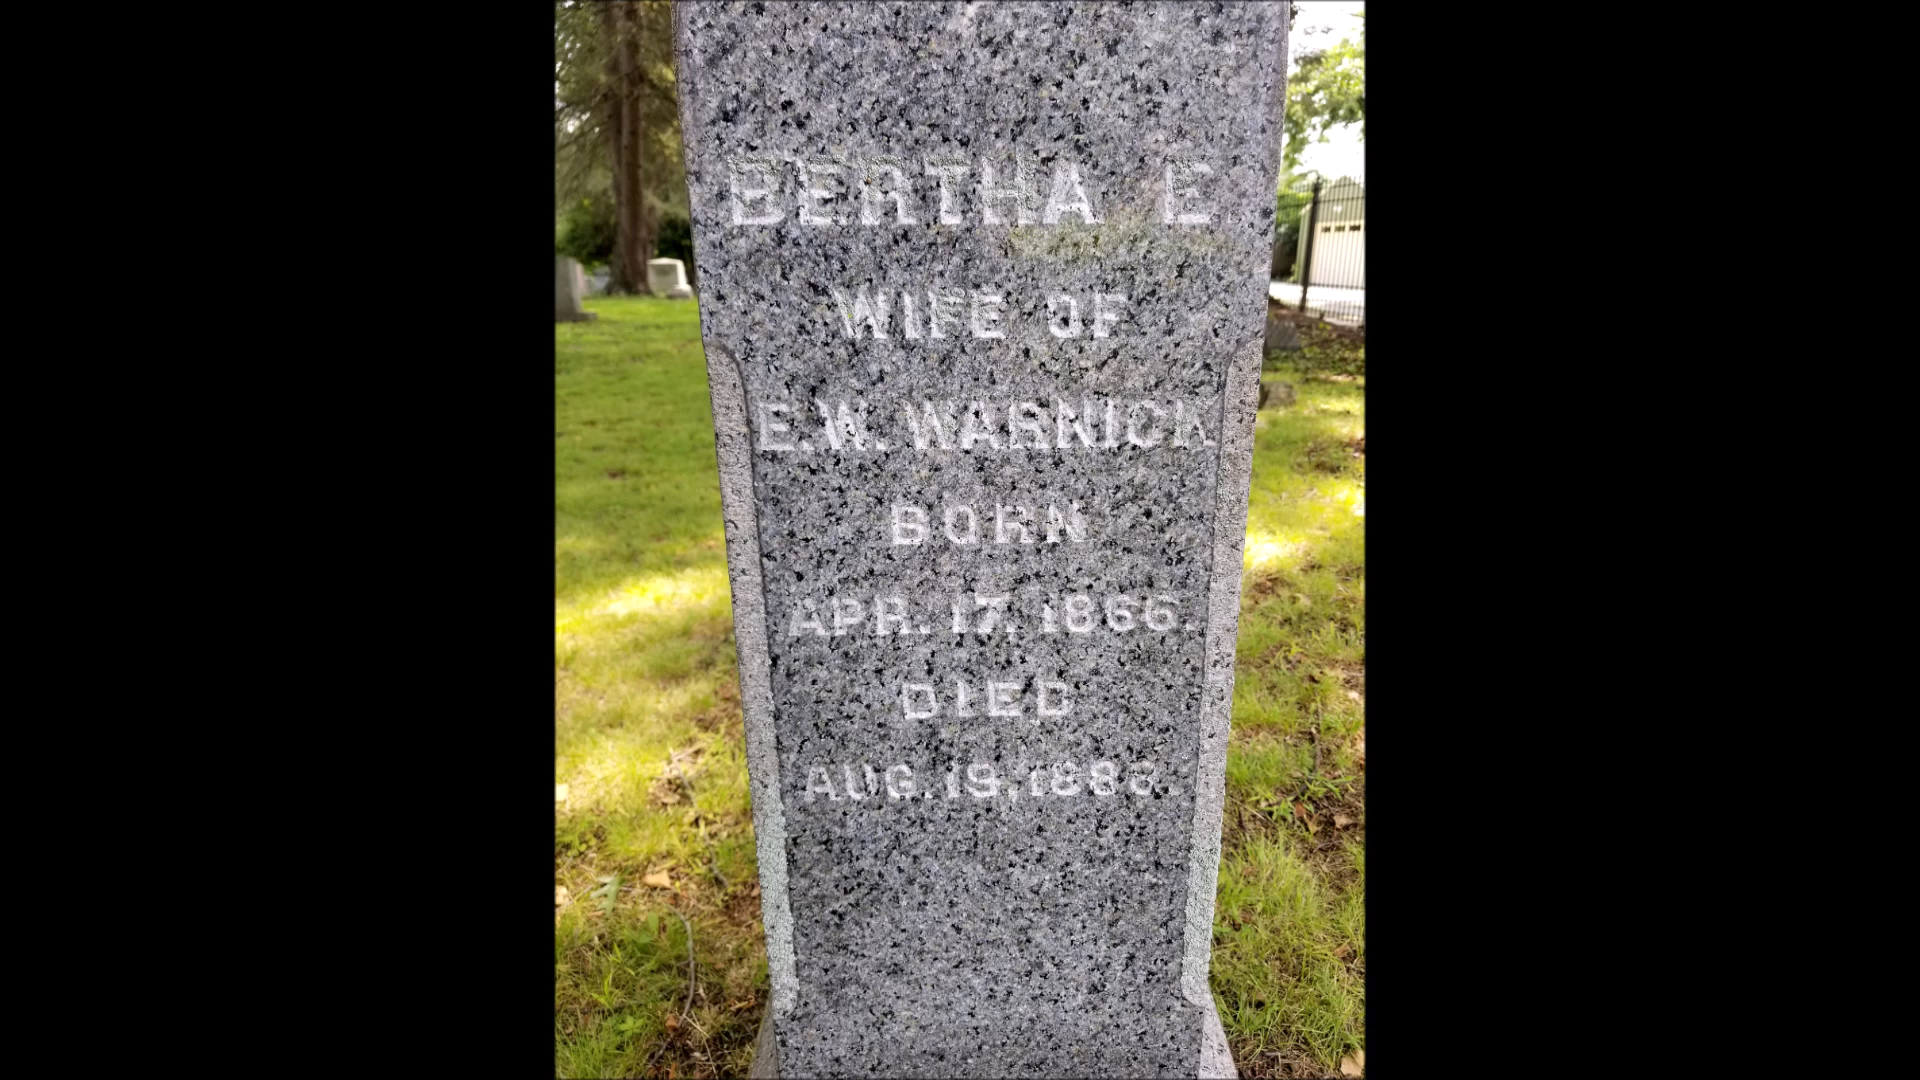 BERTHA E.
WIFE OF
E.W. WARNICK
BORN
APR. 17. 1866.
DIED
AUG. 19. 1888.